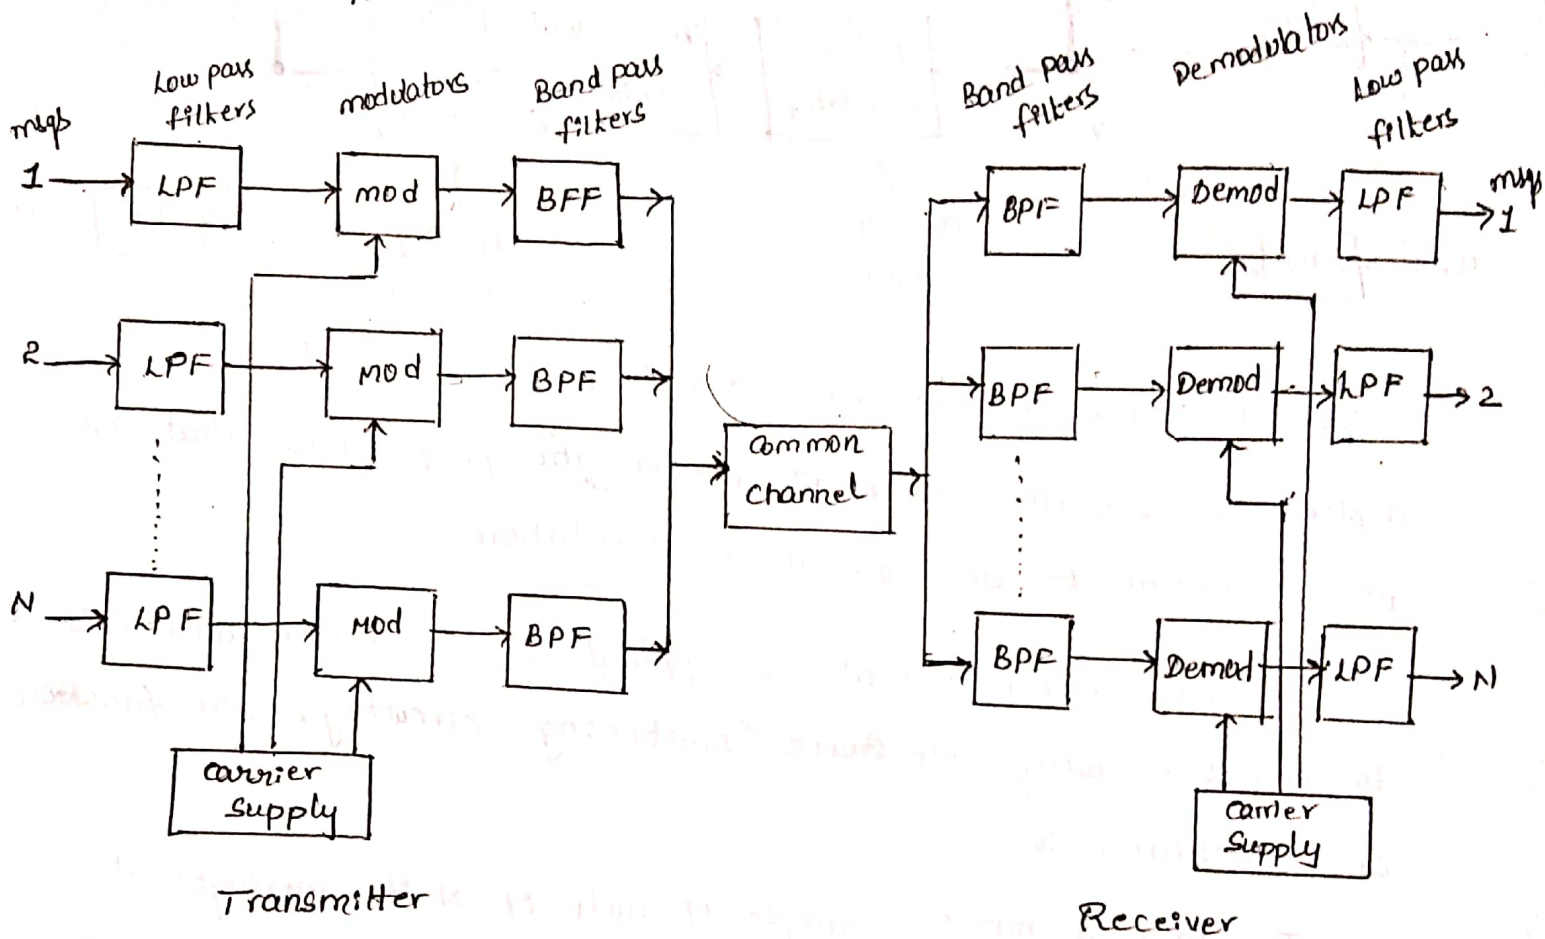 Low pass
filters
modulators
Band pass
filters
Band pass
filters
Demodulators
Low pass
filters
msgs
1
LPF
mod
BFF
BPF
Demod
LPF
msgs
1
2
LPF
MOD
BPF
BPF
Demod
LPF
2
Common
Channel
N
LPF
MOD
BPF
BPF
Demod
LPF
N
Carrier
Supply
Carrier
Supply
Transmitter
Receiver